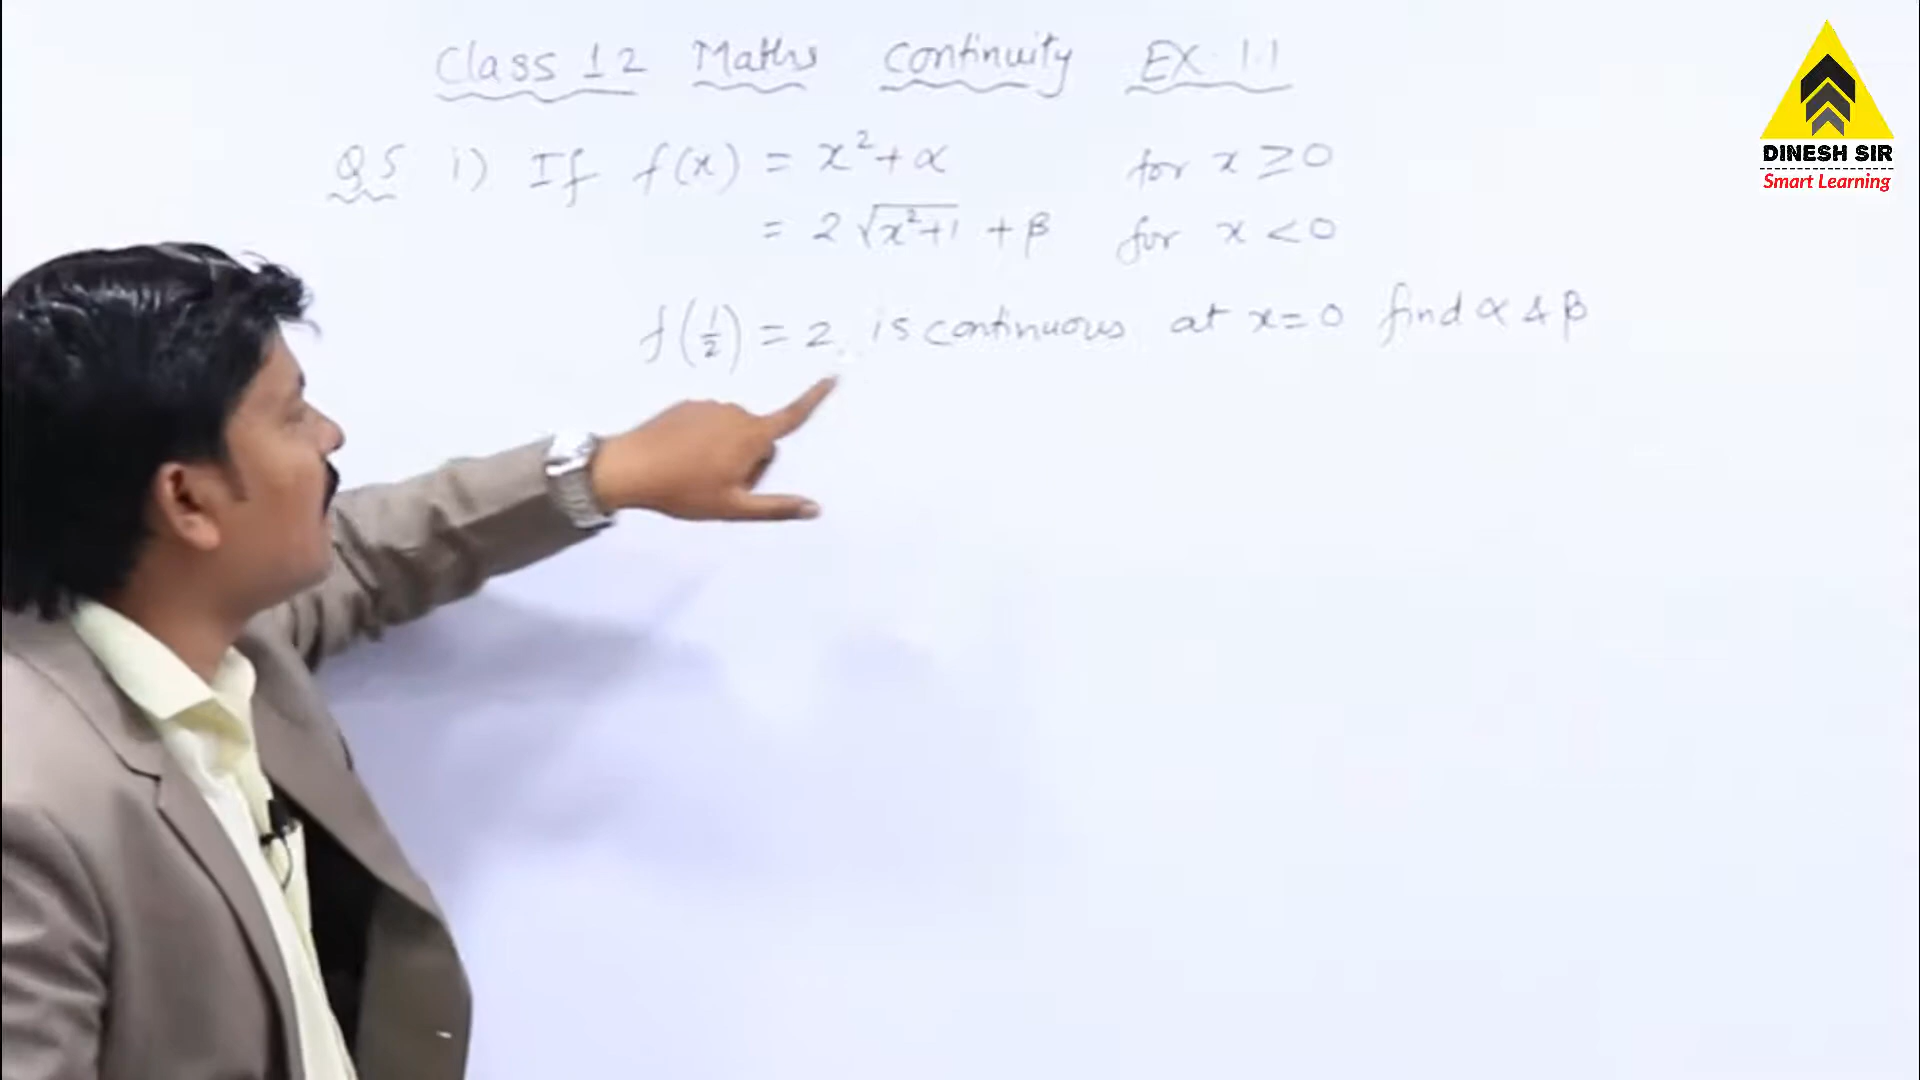 Class 12 Maths Continuity EX. 1.1
Q5 i) If f(x) = x²+α for x ≥ 0
= 2√(x²+1) + β for x < 0
f(1/2) = 2 is continuous at x=0 find α & β
DINESH SIR
Smart Learning